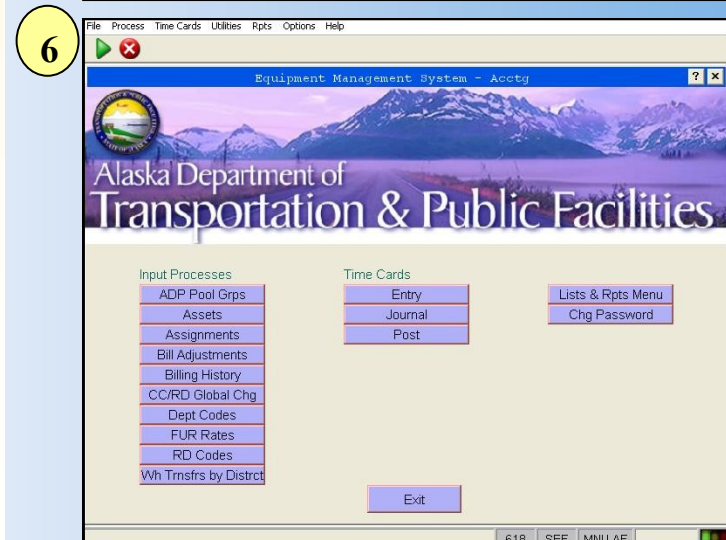 6
File Process Time Cards Utilities Rpts Options Help
Equipment Management System - Acctg
Alaska Department of
Transportation & Public Facilities
Input Processes
ADP Pool Grps
Assets
Assignments
Bill Adjustments
Billing History
CC/RD Global Chg
Dept Codes
FUR Rates
RD Codes
Wh Trnsfrs by Distrct
Time Cards
Entry
Journal
Post
Lists & Rpts Menu
Chg Password
Exit
618 SEF MNU.AE